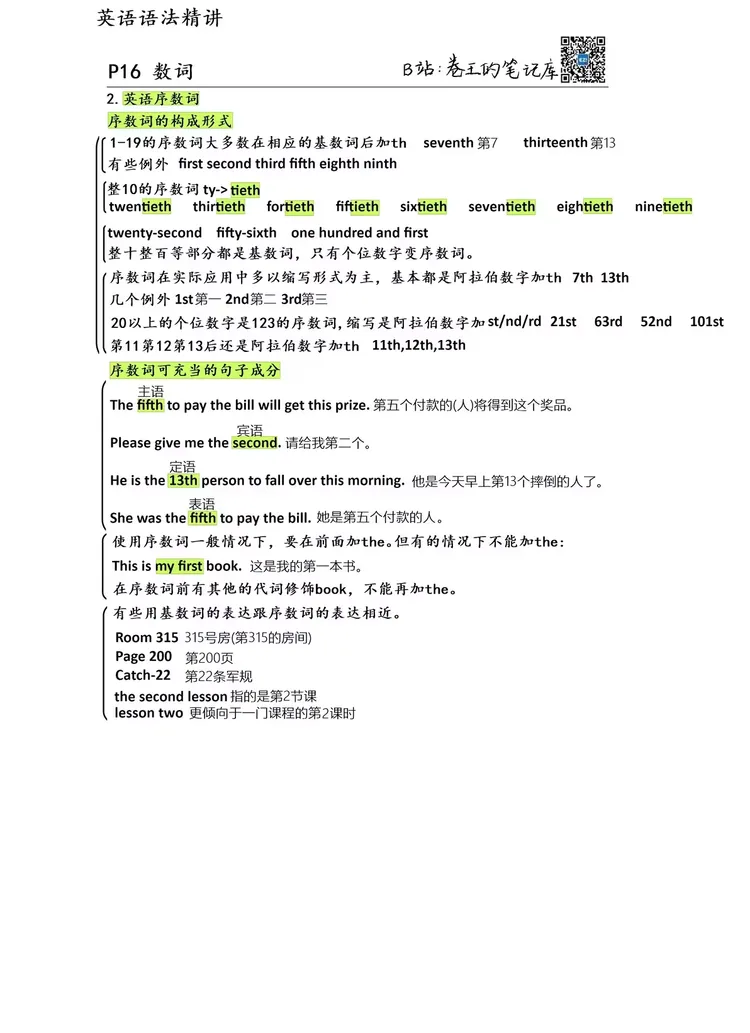 英语语法精讲
P16 数词
B站:卷王的笔记库
2. 英语序数词
序数词的构成形式
1-19的序数词大多数在相应的基数词后加th seventh 第7 thirteenth 第13
有些例外 first second third fifth eighth ninth
整10的序数词 ty-> tieth
twentieth thirtieth fortieth fiftieth sixtieth seventieth eightieth ninetieth
twenty-second fifty-sixth one hundred and first
整十整百等部分都是基数词，只有个位数字变序数词。
序数词在实际应用中多以缩写形式为主，基本都是阿拉伯数字加th 7th 13th
几个例外 1st 第一 2nd 第二 3rd 第三
20以上的个位数字是123的序数词,缩写是阿拉伯数字加 st/nd/rd 21st 63rd 52nd 101st
第11第12第13后还是阿拉伯数字加th 11th,12th,13th
序数词可充当的句子成分
主语
The fifth to pay the bill will get this prize. 第五个付款的(人)将得到这个奖品。
宾语
Please give me the second. 请给我第二个。
定语
He is the 13th person to fall over this morning. 他是今天早上第13个摔倒的人了。
表语
She was the fifth to pay the bill. 她是第五个付款的人。
使用序数词一般情况下，要在前面加the。但有的情况下不能加the:
This is my first book. 这是我的第一本书。
在序数词前有其他的代词修饰book，不能再加the。
有些用基数词的表达跟序数词的表达相近。
Room 315 315号房(第315的房间)
Page 200 第200页
Catch-22 第22条军规
the second lesson 指的是第2节课
lesson two 更倾向于一门课程的第2课时